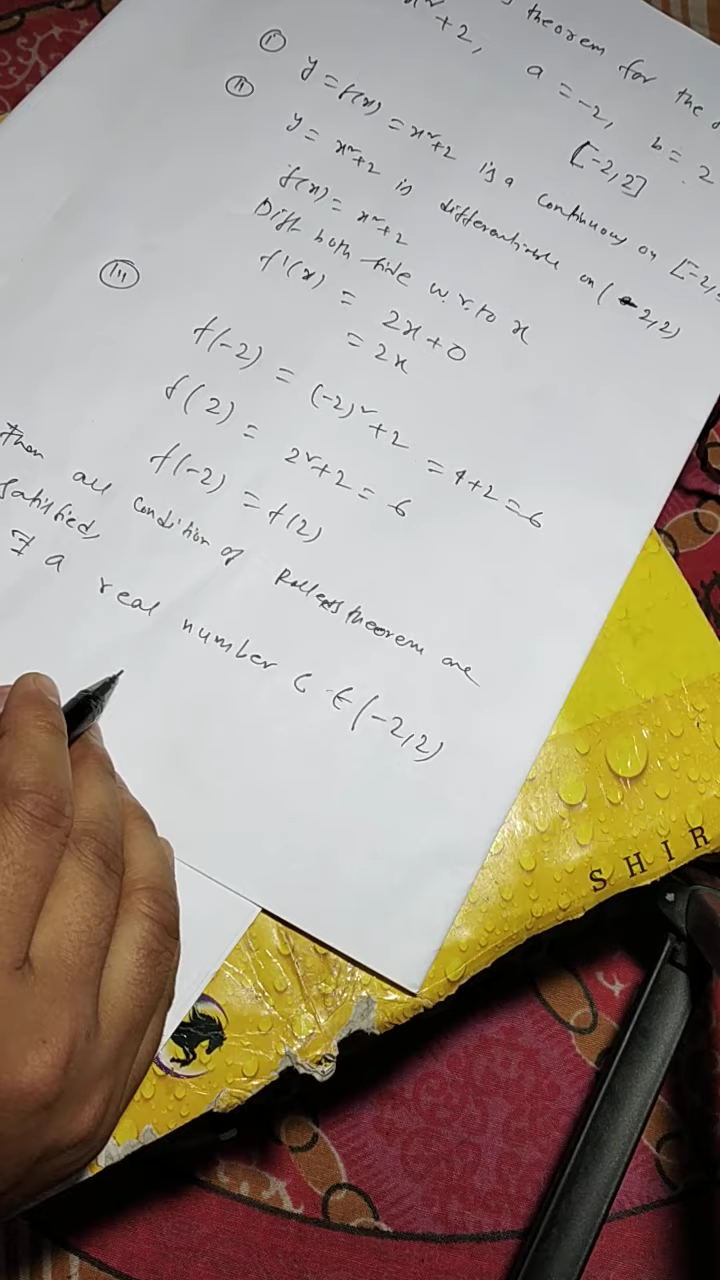 theorem for the
x²+2, a = -2, b = 2
[-2,2]
(i) y = f(x) = x²+2 is a continuous on [-2,
(ii) y = x²+2 is differentiable on (-2,2)
f(x) = x²+2
Diff both side w.r.to x
f'(x) = 2x+0
= 2x
(iii) f(-2) = (-2)²+2 = 4+2 = 6
f(2) = 2²+2 = 6
f(-2) = f(2)
Then all condition of Rolle's theorem are
satisfied,
∃ a real number c ∈ (-2,2)
SHIR